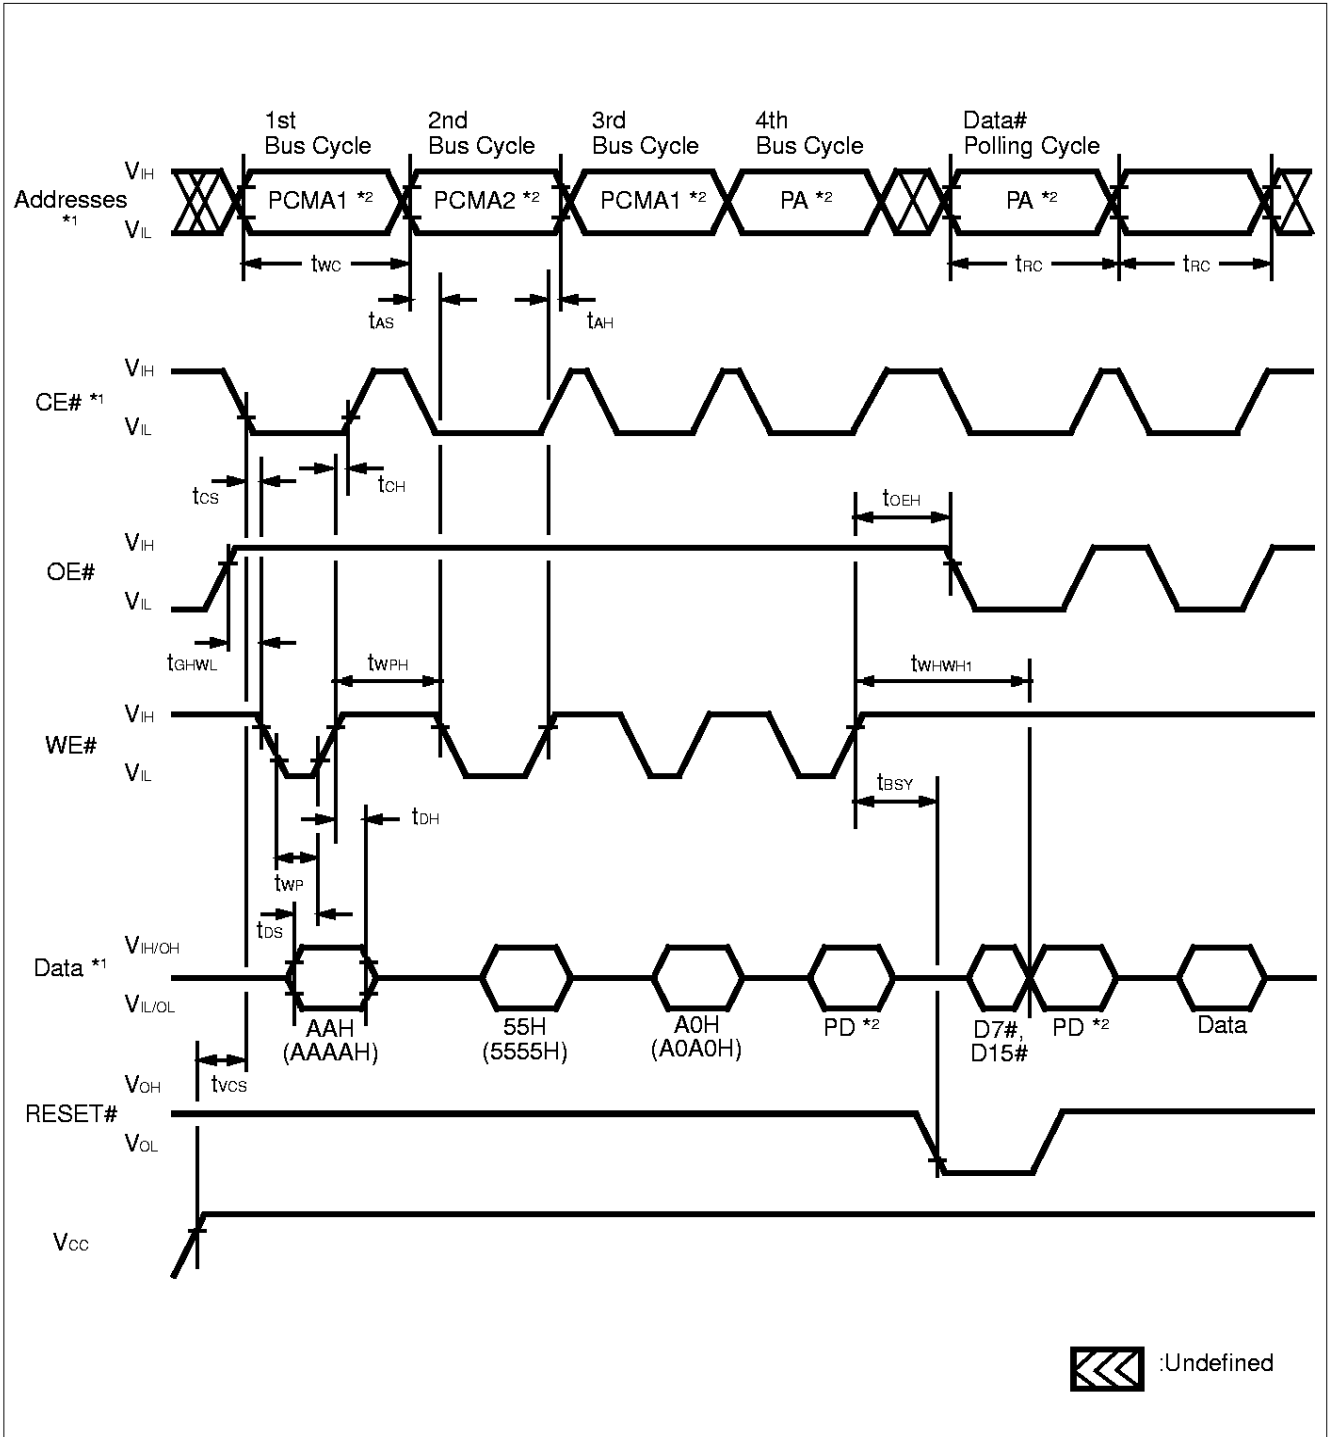 1st
Bus Cycle
2nd
Bus Cycle
3rd
Bus Cycle
4th
Bus Cycle
Data#
Polling Cycle
Addresses
*1
VIH
VIL
PCMA1 *2
PCMA2 *2
PCMA1 *2
PA *2
PA *2
tWC
tRC
tRC
tAS
tAH
CE# *1
VIH
VIL
tCS
tCH
tOEH
OE#
VIH
VIL
tGHWL
tWPH
tWHWH1
WE#
VIH
VIL
tBSY
tDH
tWP
tDS
Data *1
VIH/OH
VIL/OL
AAH
(AAAAH)
55H
(5555H)
A0H
(A0A0H)
PD *2
D7#,
D15#
PD *2
Data
tVCS
RESET#
VOH
VOL
VCC
:Undefined